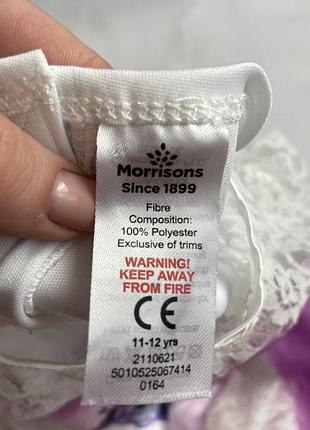 Morrisons
Since 1899
Fibre
Composition:
100% Polyester
Exclusive of trims
WARNING!
KEEP AWAY
FROM FIRE
CE
11-12 yrs
2110621
5010525067414
0164